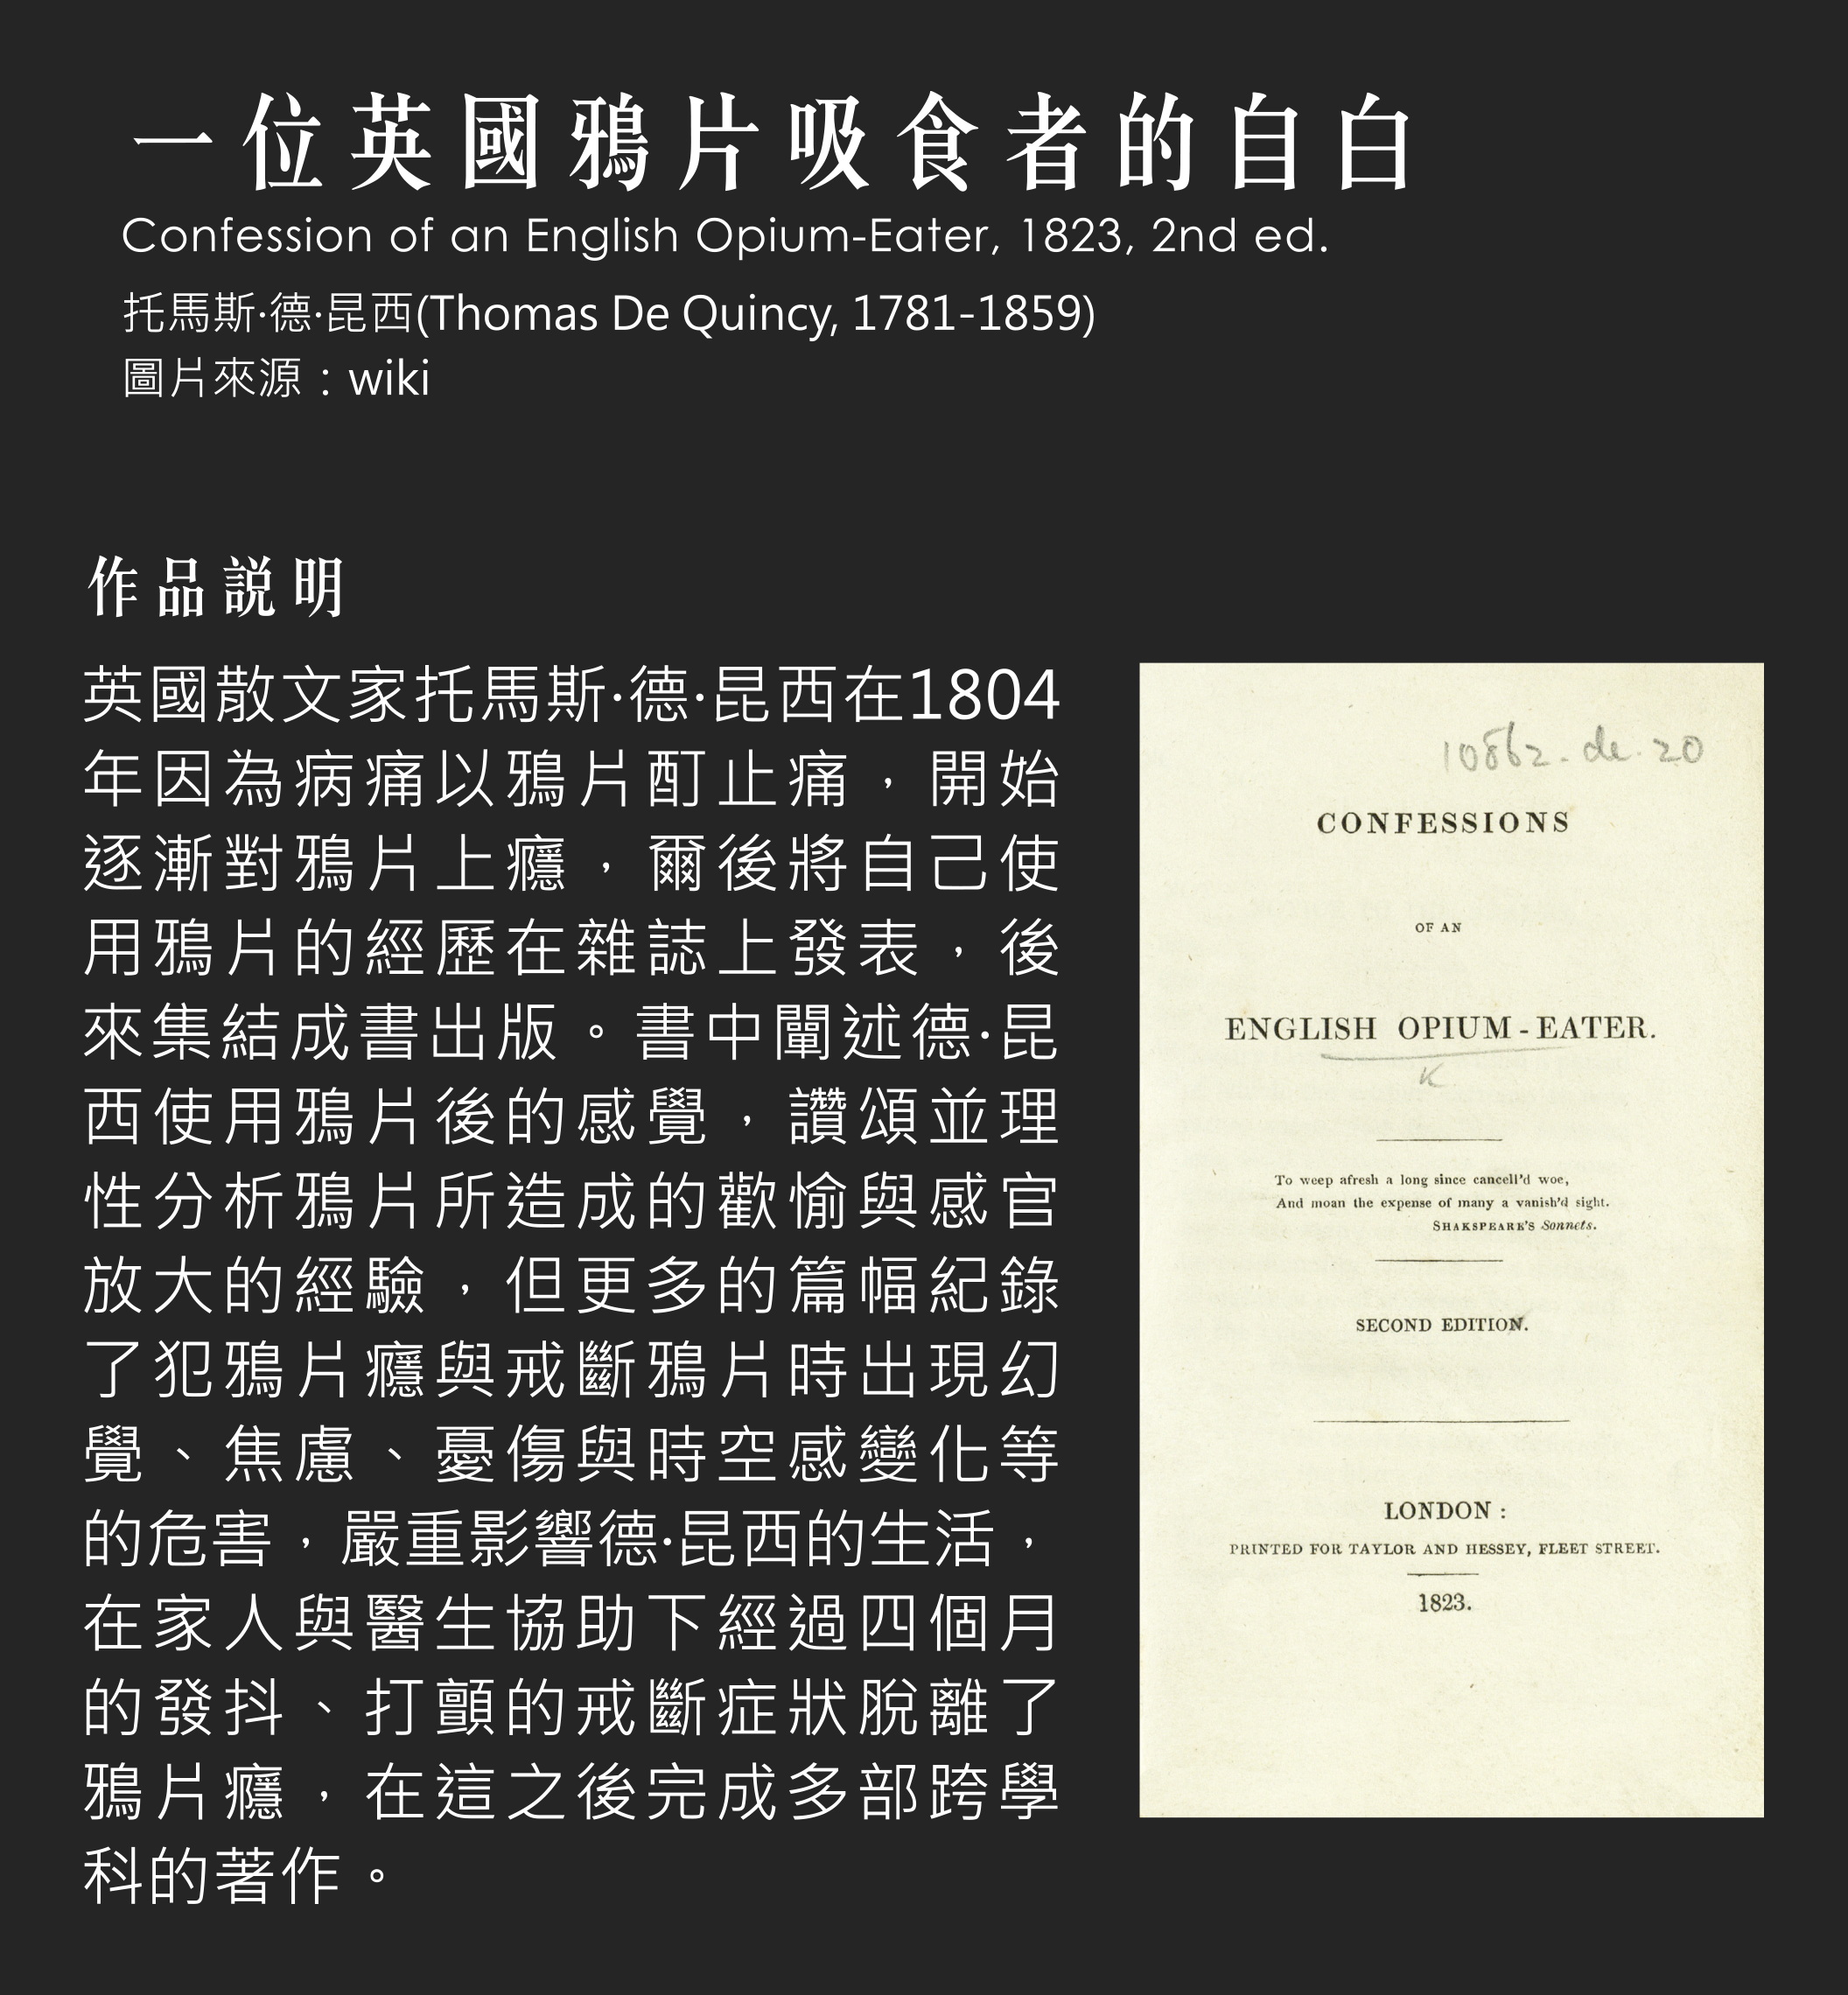 一位英國鴉片吸食者的自白
Confession of an English Opium-Eater, 1823, 2nd ed.
托馬斯·德·昆西(Thomas De Quincy, 1781-1859)
圖片來源：wiki
作品説明
英國散文家托馬斯·德·昆西在1804
年因為病痛以鴉片酊止痛，開始
逐漸對鴉片上癮，爾後將自己使
用鴉片的經歷在雜誌上發表，後
來集結成書出版。書中闡述德·昆
西使用鴉片後的感覺，讚頌並理
性分析鴉片所造成的歡愉與感官
放大的經驗，但更多的篇幅紀錄
了犯鴉片癮與戒斷鴉片時出現幻
覺、焦慮、憂傷與時空感變化等
的危害，嚴重影響德·昆西的生活，
在家人與醫生協助下經過四個月
的發抖、打顫的戒斷症狀脫離了
鴉片癮，在這之後完成多部跨學
科的著作。
CONFESSIONS
OF AN
ENGLISH OPIUM-EATER.
K
To weep afresh a long since cancell'd woe,
And moan the expense of many a vanish'd sight.
SHAKSPEARE'S Sonnets.
SECOND EDITION.
LONDON:
PRINTED FOR TAYLOR AND HESSEY, FLEET STREET.
1823.